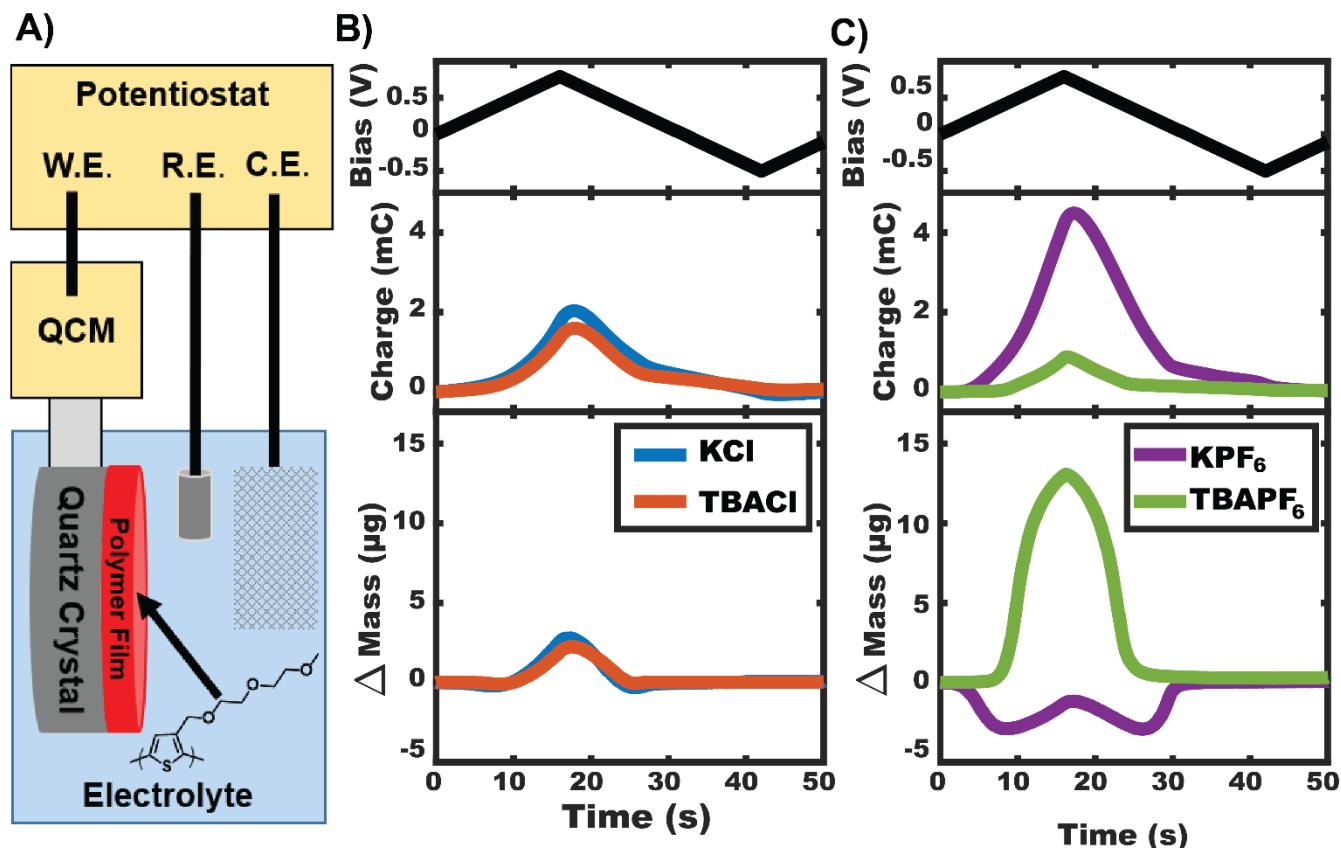 A)
Potentiostat
W.E. R.E. C.E.
QCM
Quartz Crystal
Polymer Film
O
O
O
S
Electrolyte
B)
Bias (V)
0.5
0
-0.5
Charge (mC)
4
2
0
KCl
TBACl
Δ Mass (μg)
15
10
5
0
-5
0 10 20 30 40 50
Time (s)
C)
Bias (V)
0.5
0
-0.5
Charge (mC)
4
2
0
KPF6
TBAPF6
Δ Mass (μg)
15
10
5
0
-5
0 10 20 30 40 50
Time (s)